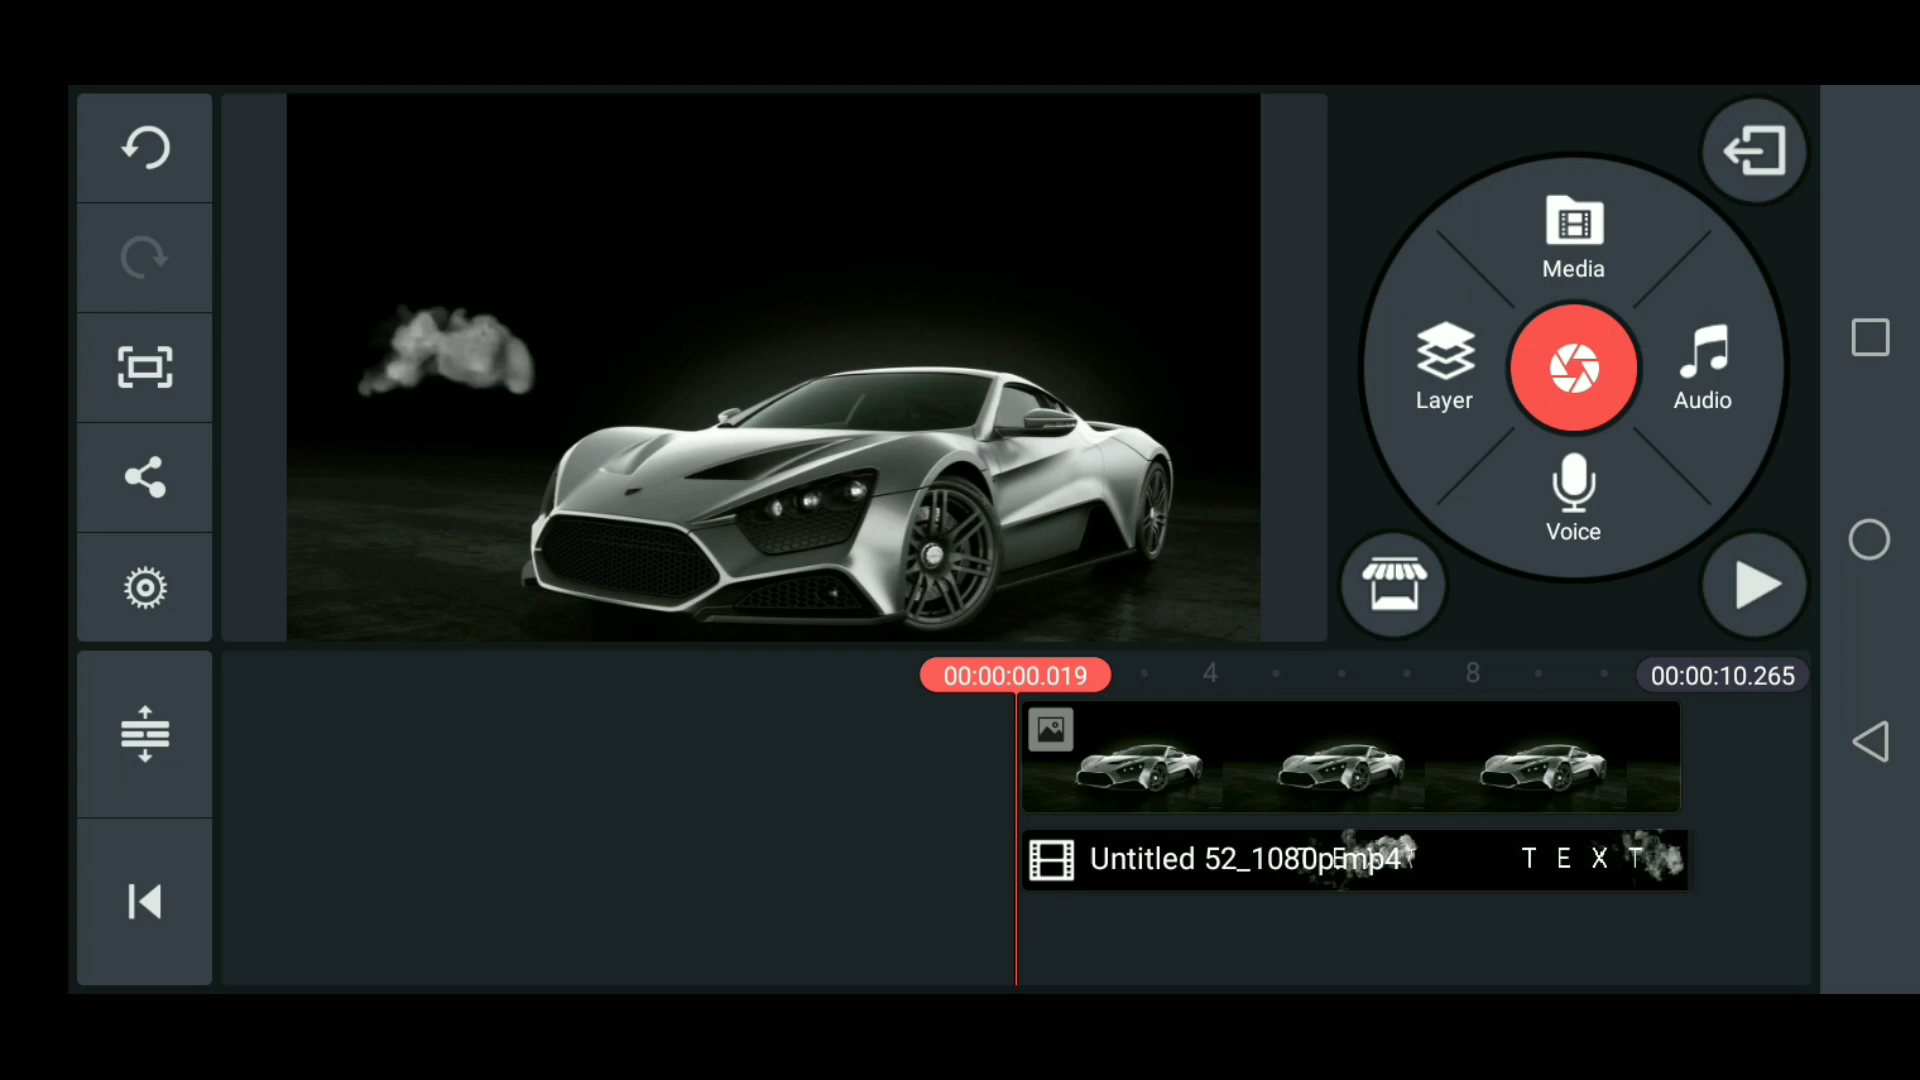 Media
Layer
Audio
Voice
00:00:00.019
4
8
00:00:10.265
Untitled 52_1080p.mp4
T E X T